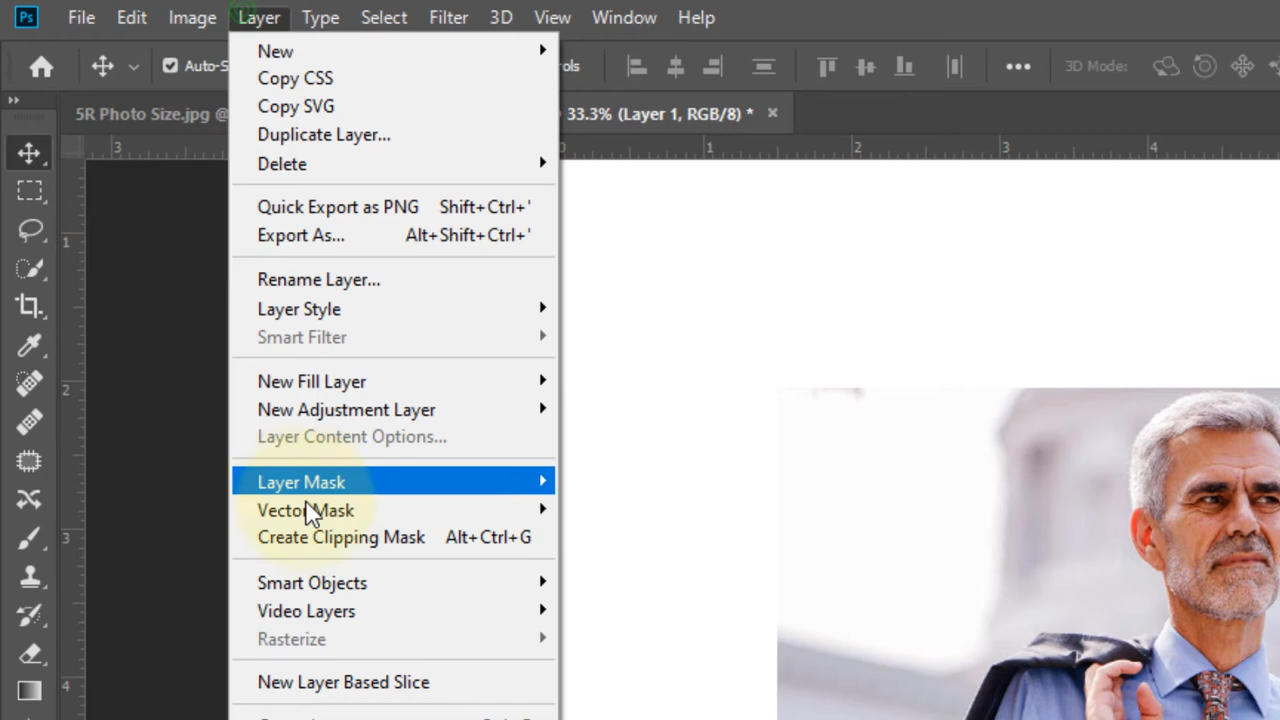 Ps File Edit Image Layer Type Select Filter 3D View Window Help
Auto-S ols ••• 3D Mode:
5R Photo Size.jpg @ 33.3% (Layer 1, RGB/8) * ×
3 0 1 2 3 4
New
Copy CSS
Copy SVG
Duplicate Layer...
Delete
Quick Export as PNG Shift+Ctrl+'
1
Export As... Alt+Shift+Ctrl+'
Rename Layer...
Layer Style
Smart Filter
New Fill Layer
2
New Adjustment Layer
Layer Content Options...
Layer Mask
Vector Mask
Create Clipping Mask Alt+Ctrl+G
3
Smart Objects
Video Layers
Rasterize
New Layer Based Slice
4